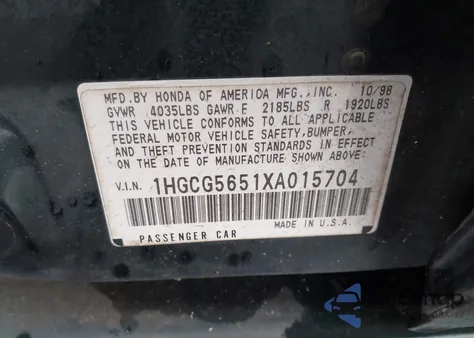 MFD.BY HONDA OF AMERICA MFG.,INC. 10/98
GVWR 4035LBS GAWR F 2185LBS R 1920LBS
THIS VEHICLE CONFORMS TO ALL APPLICABLE
FEDERAL MOTOR VEHICLE SAFETY,BUMPER,
AND THEFT PREVENTION STANDARDS IN EFFECT
ON THE DATE OF MANUFACTURE SHOWN ABOVE.
V.I.N. 1HGCG5651XA015704
PASSENGER CAR MADE IN U.S.A.